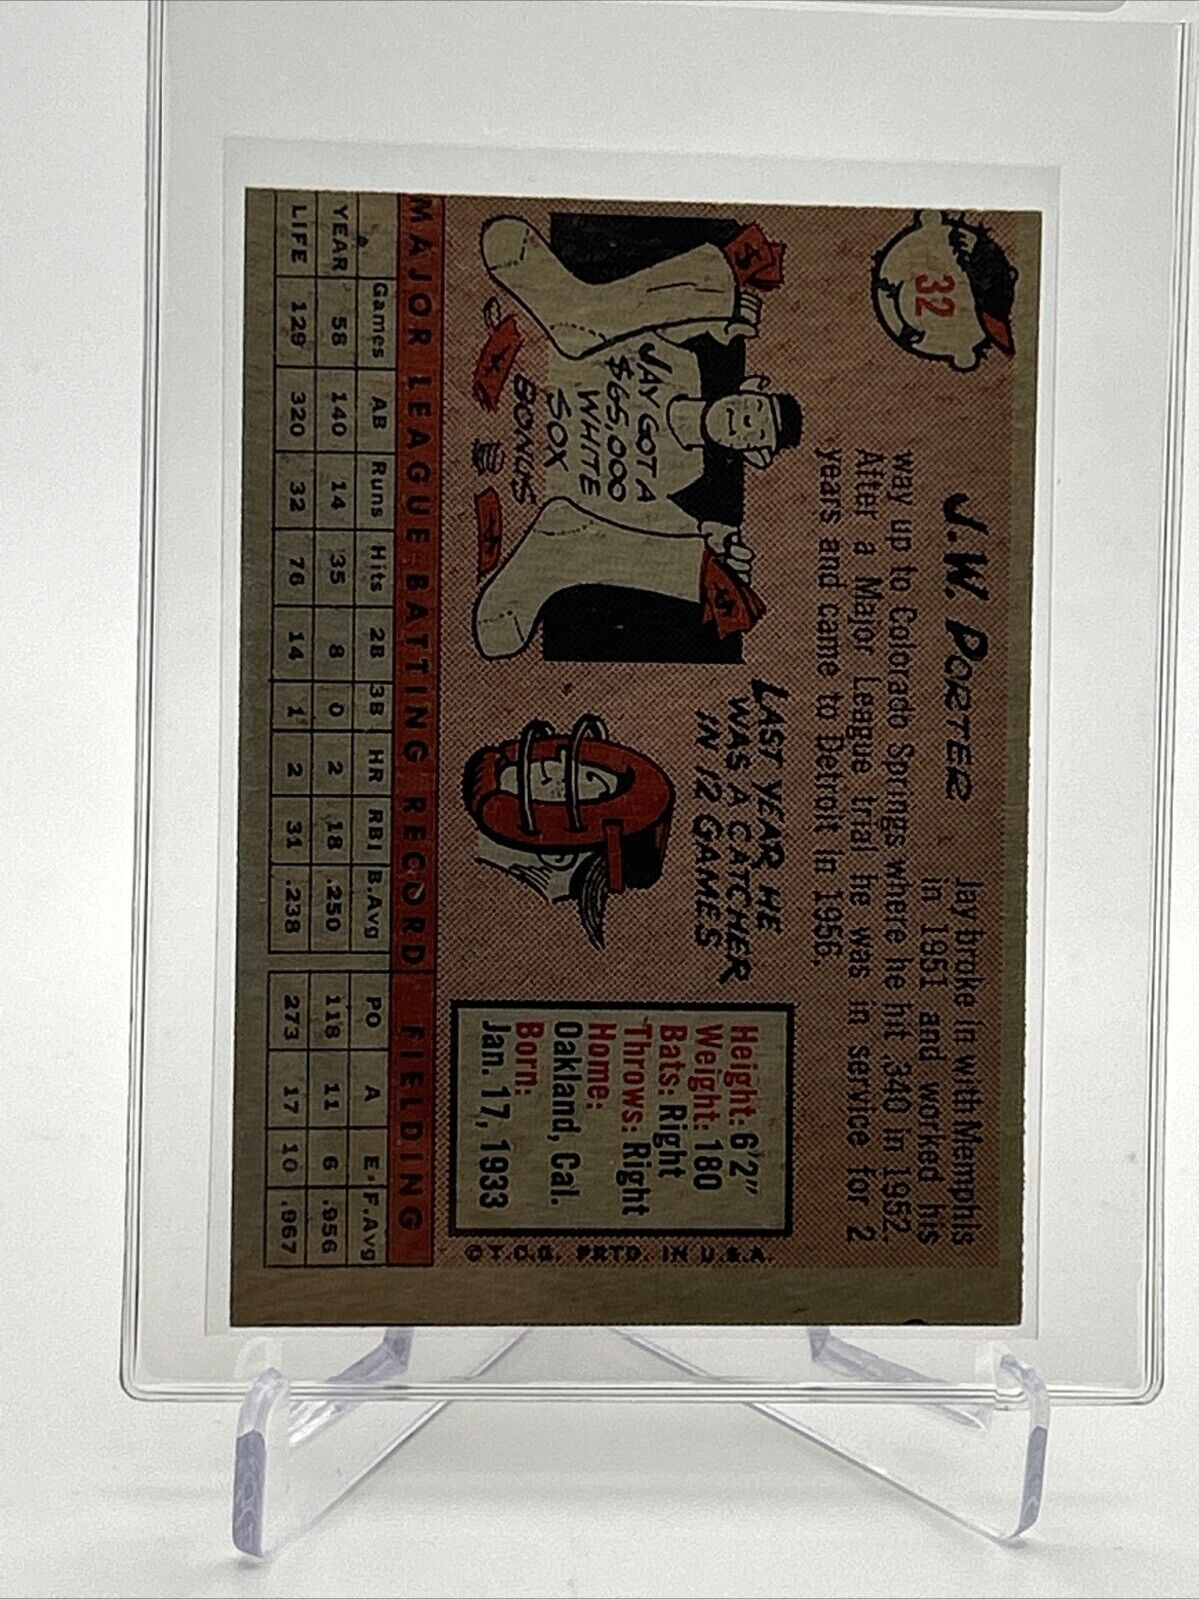 32
J.W. PORTER
Jay broke in with Memphis
in 1951 and worked his
way up to Colorado Springs where he hit .340 in 1952.
After a Major League trial he was in service for 2
years and came to Detroit in 1956.
JAY GOT A
$65,000
WHITE
SOX
BONUS
LAST YEAR HE
WAS A CATCHER
IN 12 GAMES
Height: 6'2"
Weight: 180
Bats: Right
Throws: Right
Home:
Oakland, Cal.
Born:
Jan. 17, 1933
© T.C.G. PRTD. IN U.S.A.
MAJOR LEAGUE BATTING RECORD FIELDING
Games AB Runs Hits 2B 3B HR RBI B.Avg PO A E. F.Avg
YEAR 58 140 14 35 8 0 2 18 .250 118 11 6 .956
LIFE 129 320 32 76 14 1 2 31 .238 273 17 10 .967